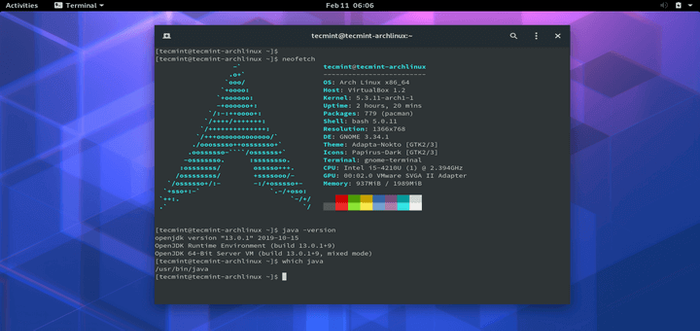 Activities Terminal Feb 11 06:06
tecmint@tecmint-archlinux:~
[tecmint@tecmint-archlinux ~]$
[tecmint@tecmint-archlinux ~]$ neofetch
tecmint@tecmint-archlinux
-------------------------
OS: Arch Linux x86_64
Host: VirtualBox 1.2
Kernel: 5.3.11-arch1-1
Uptime: 2 hours, 20 mins
Packages: 779 (pacman)
Shell: bash 5.0.11
Resolution: 1366x768
DE: GNOME 3.34.1
Theme: Adapta-Nokto [GTK2/3]
Icons: Papirus-Dark [GTK2/3]
Terminal: gnome-terminal
CPU: Intel i5-4210U (1) @ 2.394GHz
GPU: 00:02.0 VMware SVGA II Adapter
Memory: 937MiB / 1989MiB
[tecmint@tecmint-archlinux ~]$ java -version
openjdk version "13.0.1" 2019-10-15
OpenJDK Runtime Environment (build 13.0.1+9)
OpenJDK 64-Bit Server VM (build 13.0.1+9, mixed mode)
[tecmint@tecmint-archlinux ~]$ which java
/usr/bin/java
[tecmint@tecmint-archlinux ~]$